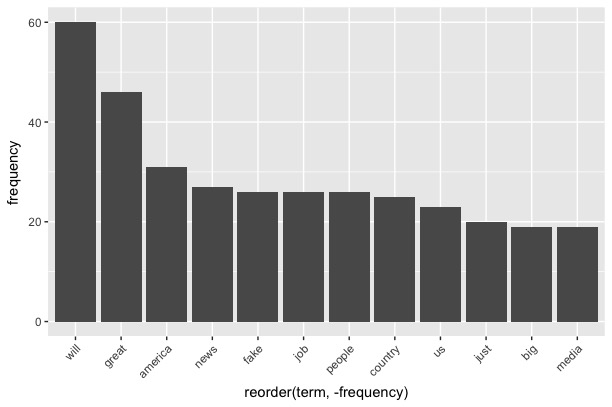 60
40
20
0
frequency
will great america news fake job people country us just big media
reorder(term, -frequency)